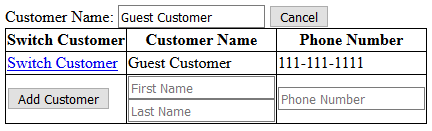 Customer Name: Guest Customer Cancel
Switch Customer Customer Name Phone Number
Switch Customer Guest Customer 111-111-1111
Add Customer First Name Phone Number
Last Name